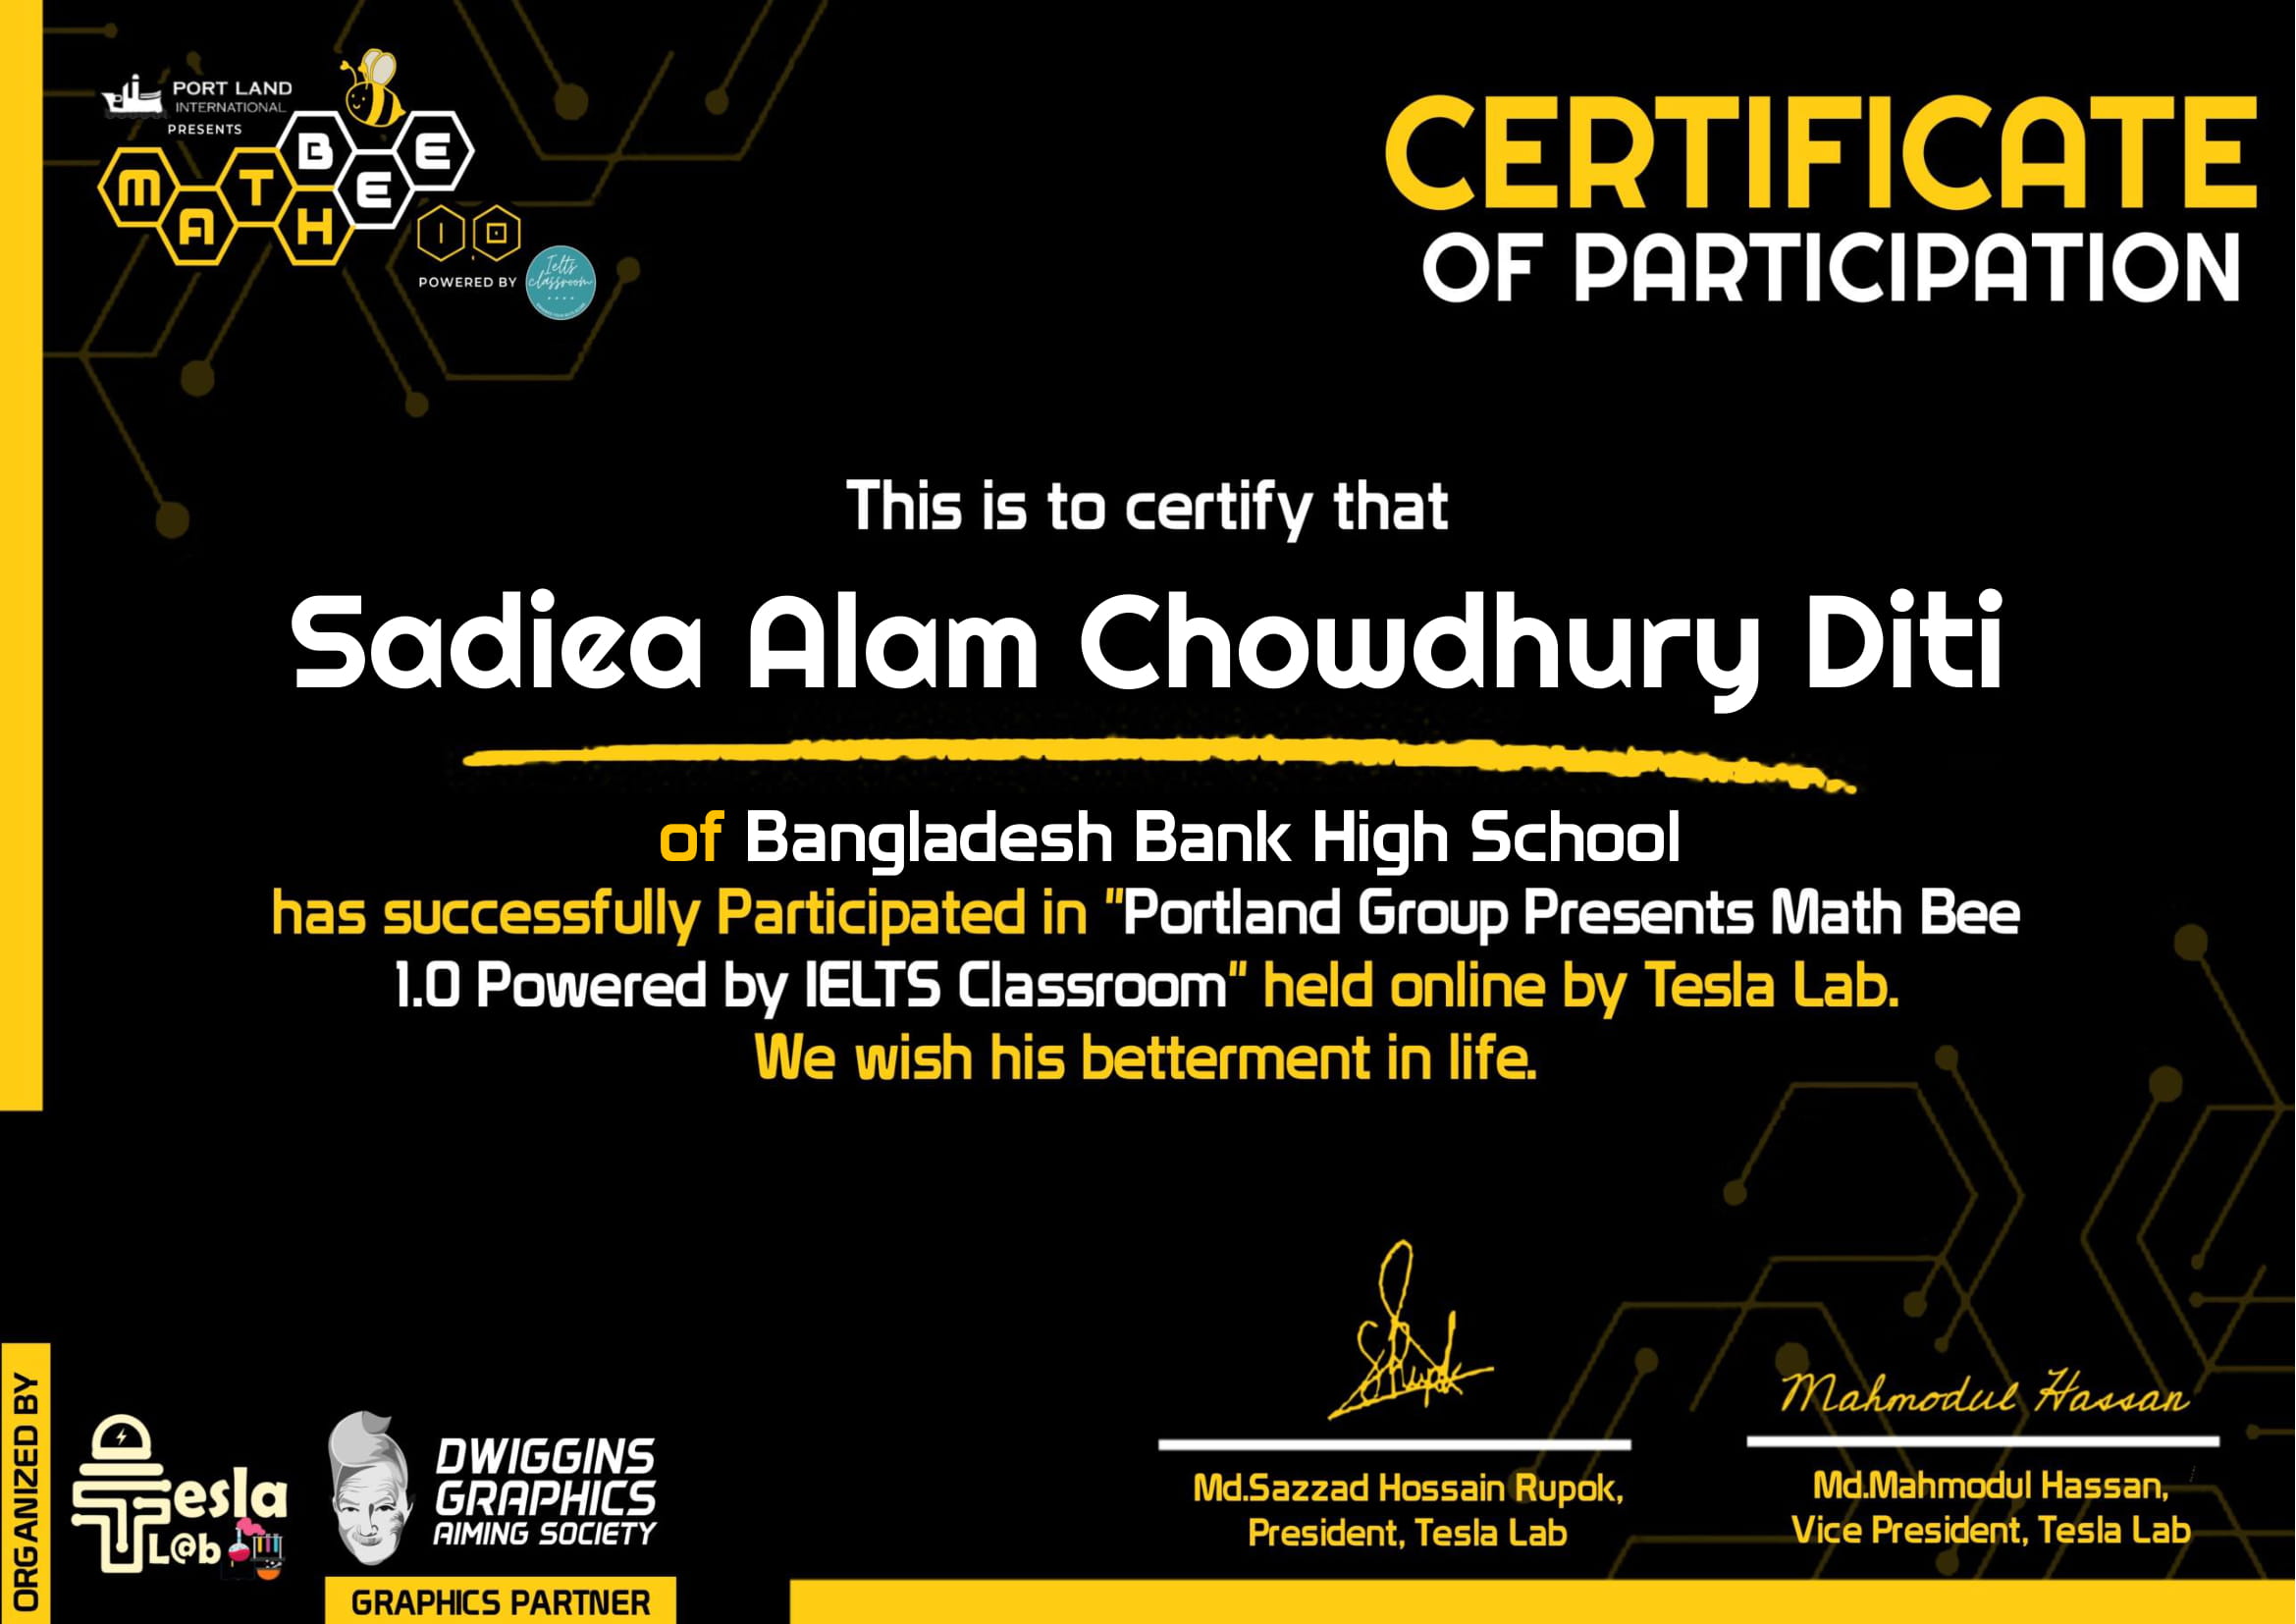 PORT LAND
INTERNATIONAL
PRESENTS
MATH BEE
1.0
POWERED BY
Ielts
classroom
CERTIFICATE
OF PARTICIPATION
This is to certify that
Sadiea Alam Chowdhury Diti
of Bangladesh Bank High School
has successfully Participated in "Portland Group Presents Math Bee
1.0 Powered by IELTS Classroom" held online by Tesla Lab.
We wish his betterment in life.
ORGANIZED BY
Tesla
L@b
DWIGGINS
GRAPHICS
AIMING SOCIETY
GRAPHICS PARTNER
Rupok
Md.Sazzad Hossain Rupok,
President, Tesla Lab
Mahmodul Hassan
Md.Mahmodul Hassan,
Vice President, Tesla Lab